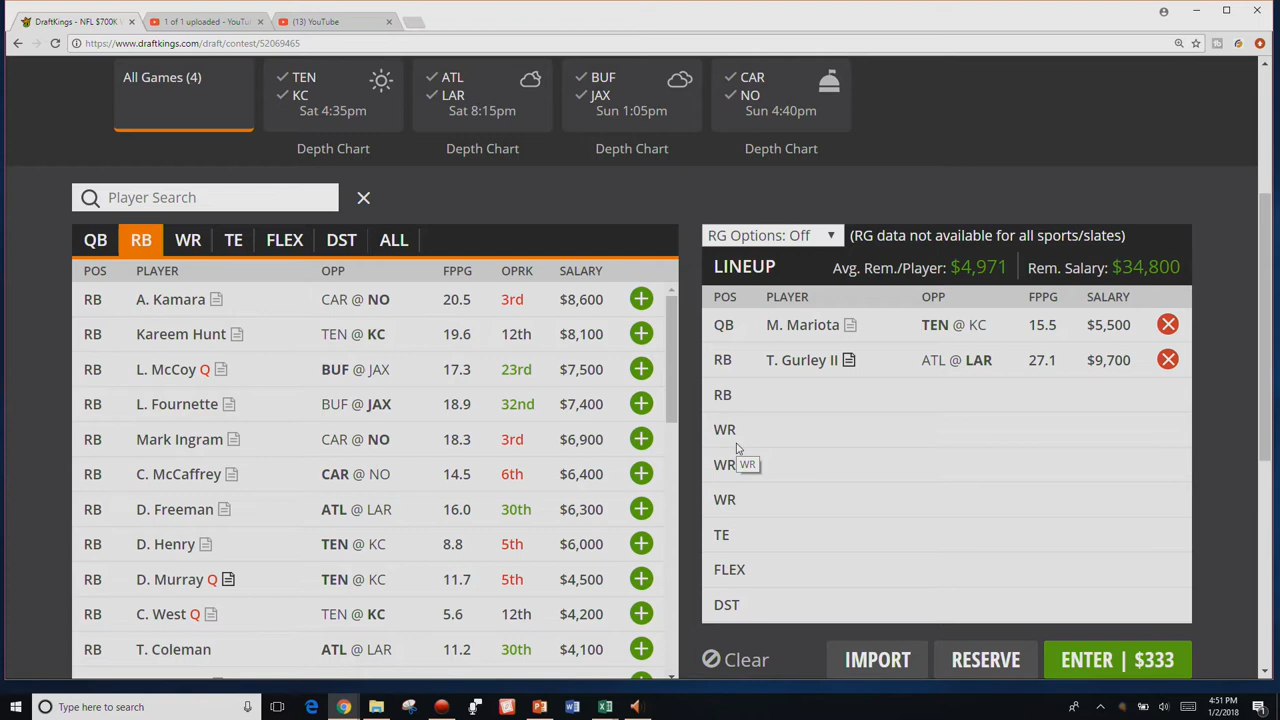 DraftKings - NFL $700K
1 of 1 uploaded - YouTu
(13) YouTube
https://www.draftkings.com/draft/contest/52069465
All Games (4)
TEN
KC
Sat 4:35pm
ATL
LAR
Sat 8:15pm
BUF
JAX
Sun 1:05pm
CAR
NO
Sun 4:40pm
Depth Chart Depth Chart Depth Chart Depth Chart
Player Search
QB RB WR TE FLEX DST ALL
POS PLAYER OPP FPPG OPRK SALARY
RB A. Kamara CAR @ NO 20.5 3rd $8,600
RB Kareem Hunt TEN @ KC 19.6 12th $8,100
RB L. McCoy Q BUF @ JAX 17.3 23rd $7,500
RB L. Fournette BUF @ JAX 18.9 32nd $7,400
RB Mark Ingram CAR @ NO 18.3 3rd $6,900
RB C. McCaffrey CAR @ NO 14.5 6th $6,400
RB D. Freeman ATL @ LAR 16.0 30th $6,300
RB D. Henry TEN @ KC 8.8 5th $6,000
RB D. Murray Q TEN @ KC 11.7 5th $4,500
RB C. West Q TEN @ KC 5.6 12th $4,200
RB T. Coleman ATL @ LAR 11.2 30th $4,100
RG Options: Off (RG data not available for all sports/slates)
LINEUP Avg. Rem./Player: $4,971 Rem. Salary: $34,800
POS PLAYER OPP FPPG SALARY
QB M. Mariota TEN @ KC 15.5 $5,500
RB T. Gurley II ATL @ LAR 27.1 $9,700
RB
WR
WR WR
WR
TE
FLEX
DST
Clear IMPORT RESERVE ENTER | $333
Type here to search
4:51 PM
1/2/2018